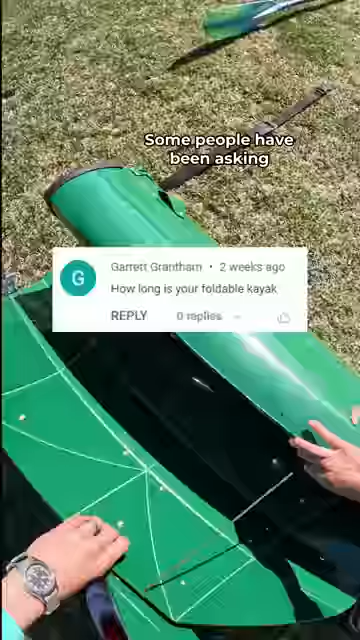 Some people have
been asking
G
Garrett Grantham • 2 weeks ago
How long is your foldable kayak
REPLY 0 replies